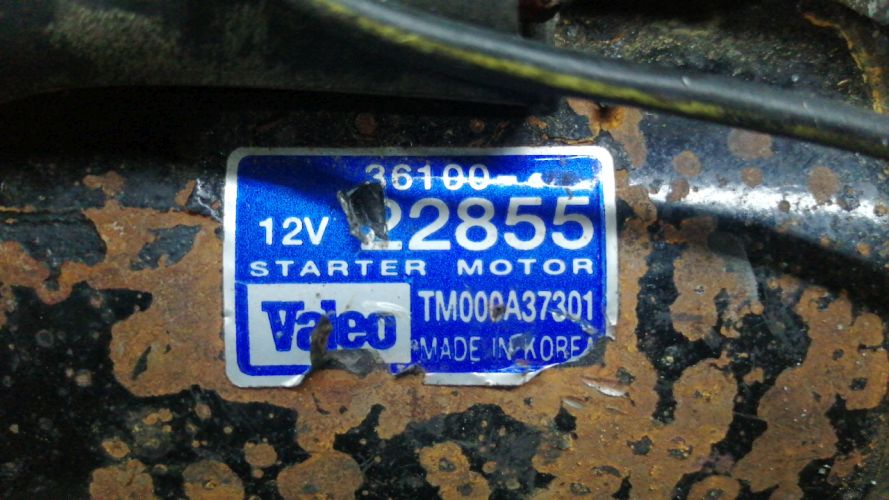 36100-
12V 22855
STARTER MOTOR
Valeo
TM000A37301
MADE IN KOREA